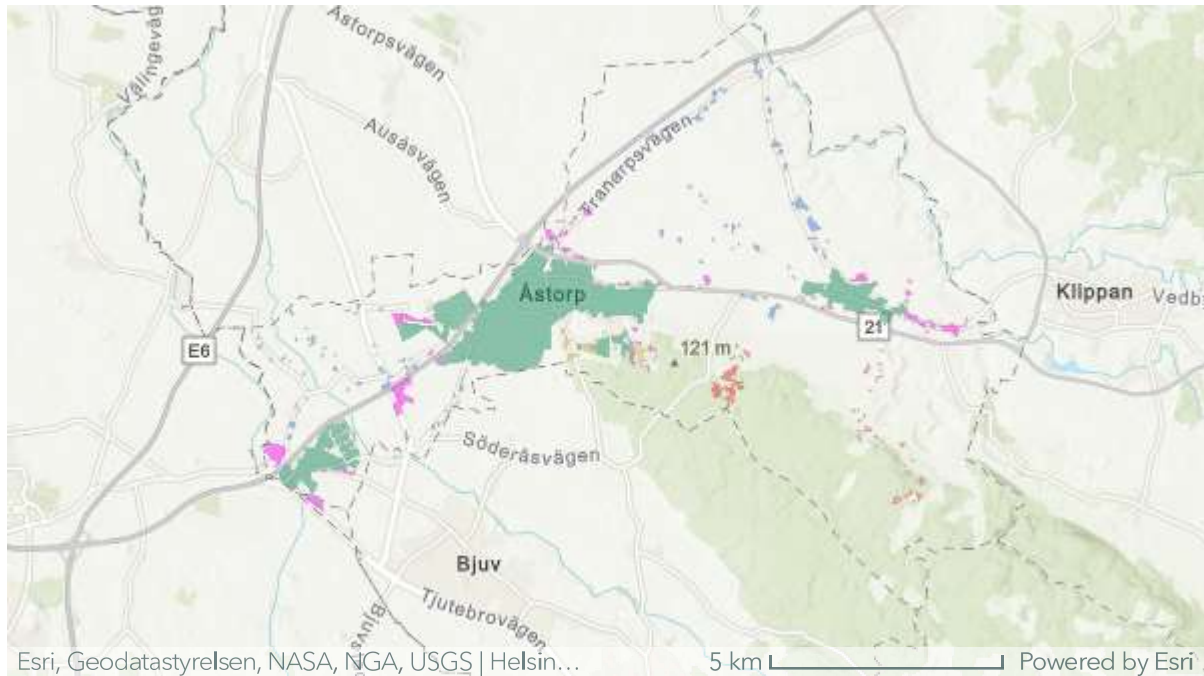 Välingeväg
Åstorpsvägen
Ausåsvägen
Tranarpsvägen
Åstorp
Klippan
Vedb
21
E6
121 m
Söderåsvägen
Bjuv
Tjutebrovägen
Bjuvs
Esri, Geodatastyrelsen, NASA, NGA, USGS | Helsin...
5 km
Powered by Esri